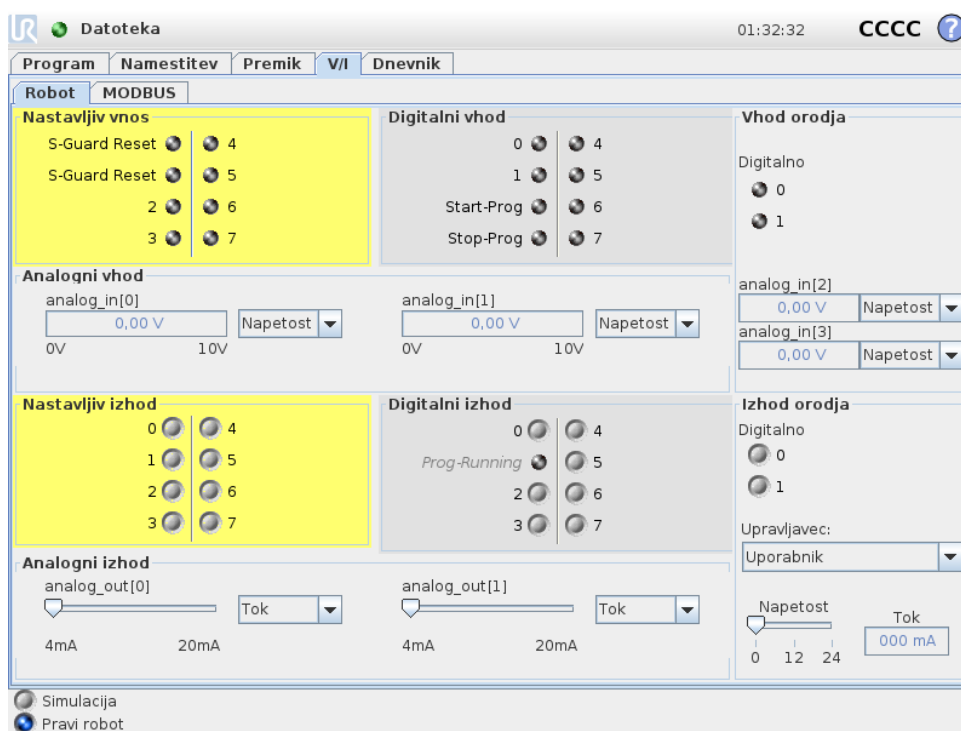 UR Datoteka 01:32:32 CCCC ?
Program Namestitev Premik V/I Dnevnik
Robot MODBUS
Nastavljiv vnos
S-Guard Reset 4
S-Guard Reset 5
2 6
3 7
Digitalni vhod
0 4
1 5
Start-Prog 6
Stop-Prog 7
Vhod orodja
Digitalno
0
1
analog_in[2]
0,00 V Napetost
analog_in[3]
0,00 V Napetost
Analogni vhod
analog_in[0]
0,00 V Napetost
0V 10V
analog_in[1]
0,00 V Napetost
0V 10V
Nastavljiv izhod
0 4
1 5
2 6
3 7
Digitalni izhod
0 4
Prog-Running 5
2 6
3 7
Izhod orodja
Digitalno
0
1
Upravljavec:
Uporabnik
Napetost
0 12 24
Tok
000 mA
Analogni izhod
analog_out[0]
Tok
4mA 20mA
analog_out[1]
Tok
4mA 20mA
Simulacija
Pravi robot